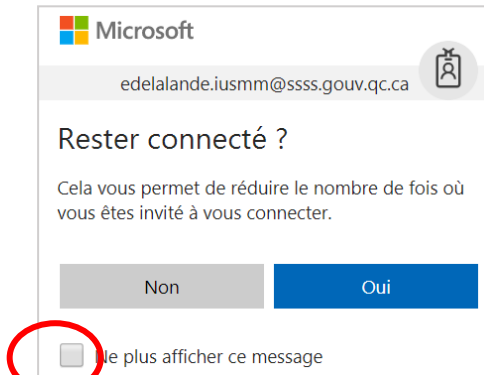 Microsoft
edelalande.iusmm@ssss.gouv.qc.ca
Rester connecté ?
Cela vous permet de réduire le nombre de fois où
vous êtes invité à vous connecter.
Non Oui
Ne plus afficher ce message